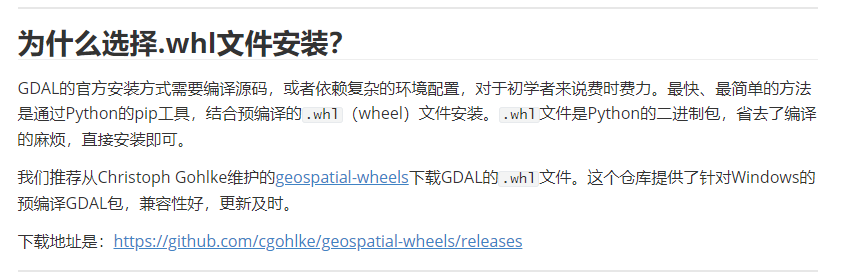 为什么选择.whl文件安装？
GDAL的官方安装方式需要编译源码，或者依赖复杂的环境配置，对于初学者来说费时费力。最快、最简单的方法
是通过Python的pip工具，结合预编译的.whl（wheel）文件安装。.whl文件是Python的二进制包，省去了编译
的麻烦，直接安装即可。
我们推荐从Christoph Gohlke维护的geospatial-wheels下载GDAL的.whl文件。这个仓库提供了针对Windows的
预编译GDAL包，兼容性好，更新及时。
下载地址是：https://github.com/cgohlke/geospatial-wheels/releases